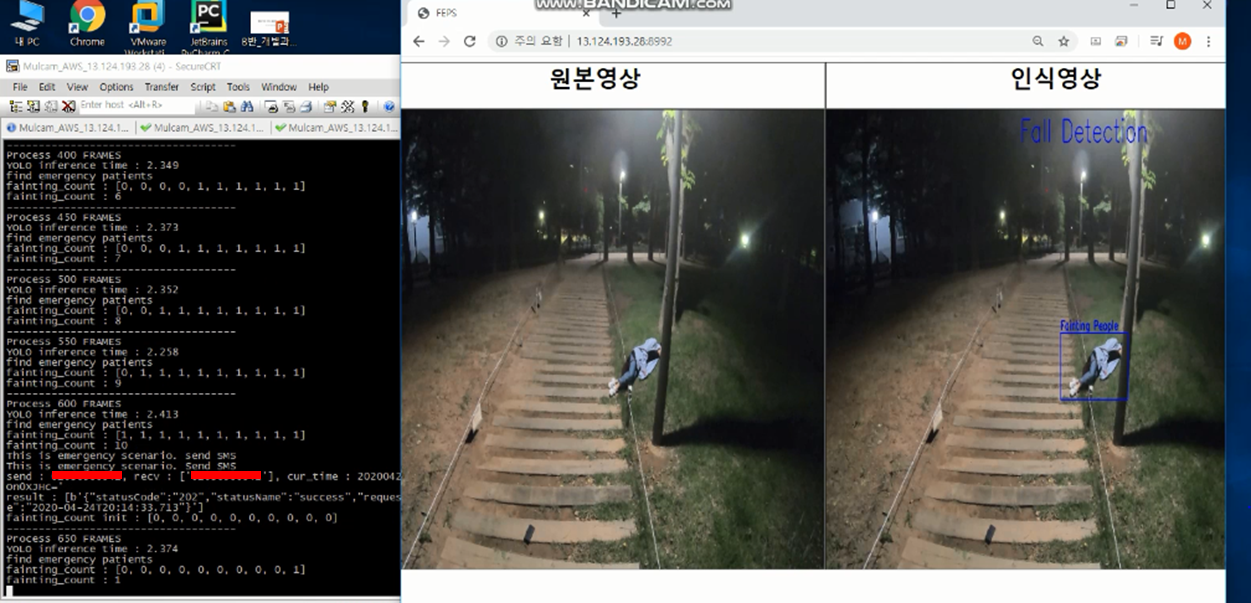 www.BANDICAM.com
내 PC
Chrome
VMware
Workstati...
JetBrains
PyCharm C...
8반_개별과...
Mulcam_AWS_13.124.193.28 (4) - SecureCRT
File Edit View Options Transfer Script Tools Window Help
Enter host <Alt+R>
Mulcam_AWS_13.124.1... Mulcam_AWS_13.124.1... Mulcam_AWS_13.124.1...
Process 400 FRAMES
YOLO inference time : 2.349
find emergency patients
fainting_count : [0, 0, 0, 0, 1, 1, 1, 1, 1, 1]
fainting_count : 6
Process 450 FRAMES
YOLO inference time : 2.373
find emergency patients
fainting_count : [0, 0, 0, 1, 1, 1, 1, 1, 1, 1]
fainting_count : 7
Process 500 FRAMES
YOLO inference time : 2.352
find emergency patients
fainting_count : [0, 0, 1, 1, 1, 1, 1, 1, 1, 1]
fainting_count : 8
Process 550 FRAMES
YOLO inference time : 2.258
find emergency patients
fainting_count : [0, 1, 1, 1, 1, 1, 1, 1, 1, 1]
fainting_count : 9
Process 600 FRAMES
YOLO inference time : 2.413
find emergency patients
fainting_count : [1, 1, 1, 1, 1, 1, 1, 1, 1, 1]
fainting_count : 10
This is emergency scenario. Send SMS
This is emergency scenario. Send SMS
send : , recv : [' '], cur_time : 2020042
on0XJHC='
result : [b'{"statusCode":"202","statusName":"success","reques
e":"2020-04-24T20:14:33.713"}']
fainting_count init : [0, 0, 0, 0, 0, 0, 0, 0, 0, 0]
Process 650 FRAMES
YOLO inference time : 2.374
find emergency patients
fainting_count : [0, 0, 0, 0, 0, 0, 0, 0, 0, 1]
fainting_count : 1
FEPS
주의 요함 | 13.124.193.28:8992
M
원본영상
인식영상
Fall Detection
Fainting People